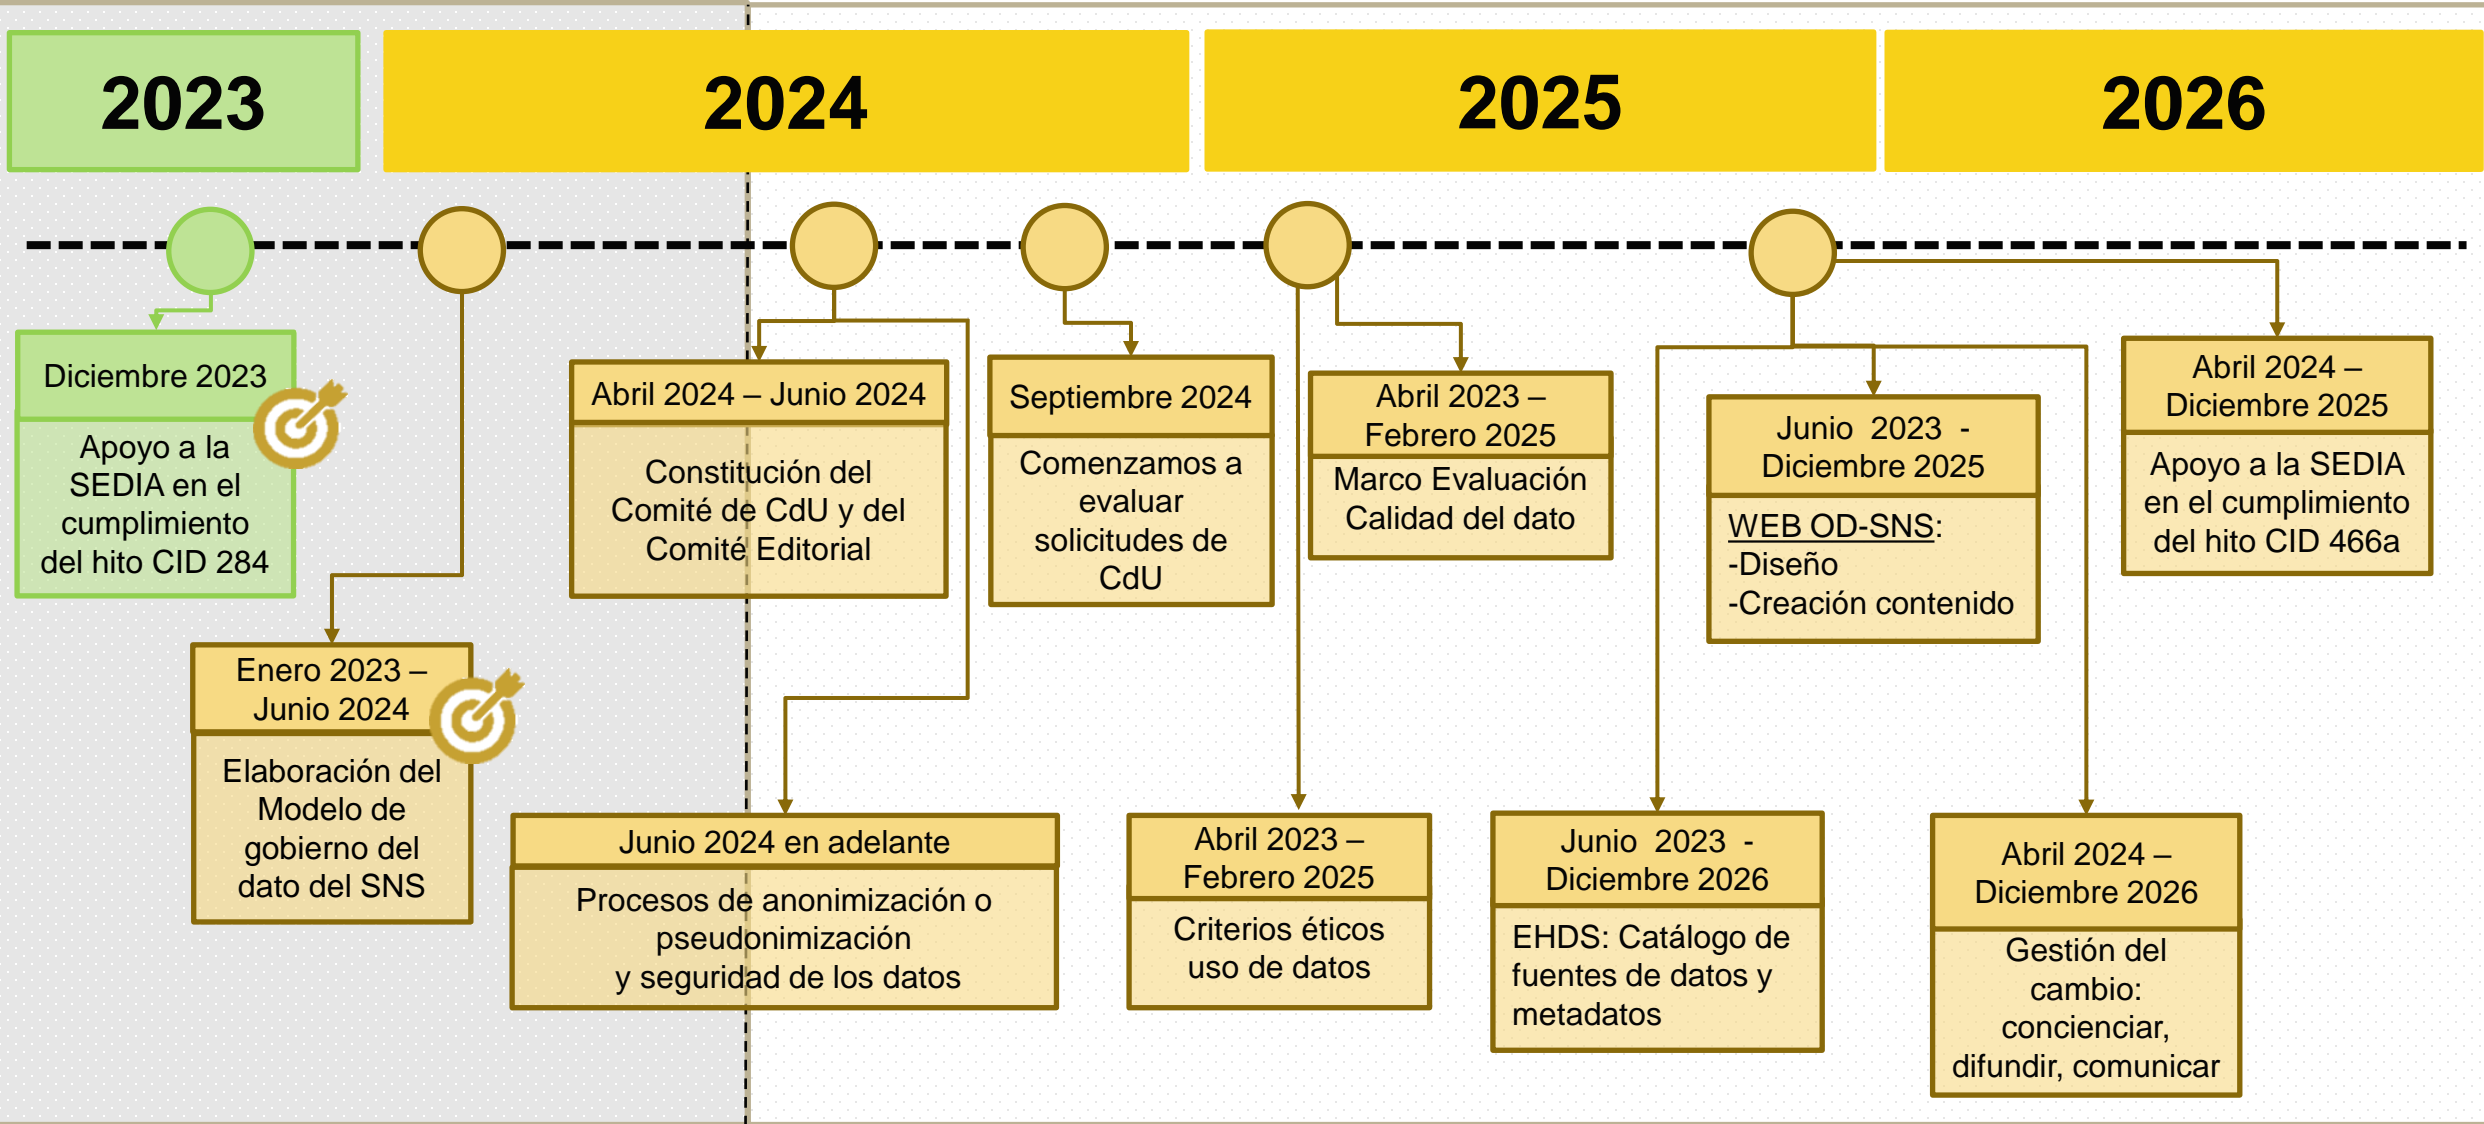 2023
2024
2025
2026
Diciembre 2023
Apoyo a la
SEDIA en el
cumplimiento
del hito CID 284
Enero 2023 –
Junio 2024
Elaboración del
Modelo de
gobierno del
dato del SNS
Abril 2024 – Junio 2024
Constitución del
Comité de CdU y del
Comité Editorial
Junio 2024 en adelante
Procesos de anonimización o
pseudonimización
y seguridad de los datos
Septiembre 2024
Comenzamos a
evaluar
solicitudes de
CdU
Abril 2023 –
Febrero 2025
Marco Evaluación
Calidad del dato
Abril 2023 –
Febrero 2025
Criterios éticos
uso de datos
Junio 2023 -
Diciembre 2025
WEB OD-SNS:
-Diseño
-Creación contenido
Junio 2023 -
Diciembre 2026
EHDS: Catálogo de
fuentes de datos y
metadatos
Abril 2024 –
Diciembre 2025
Apoyo a la SEDIA
en el cumplimiento
del hito CID 466a
Abril 2024 –
Diciembre 2026
Gestión del
cambio:
concienciar,
difundir, comunicar